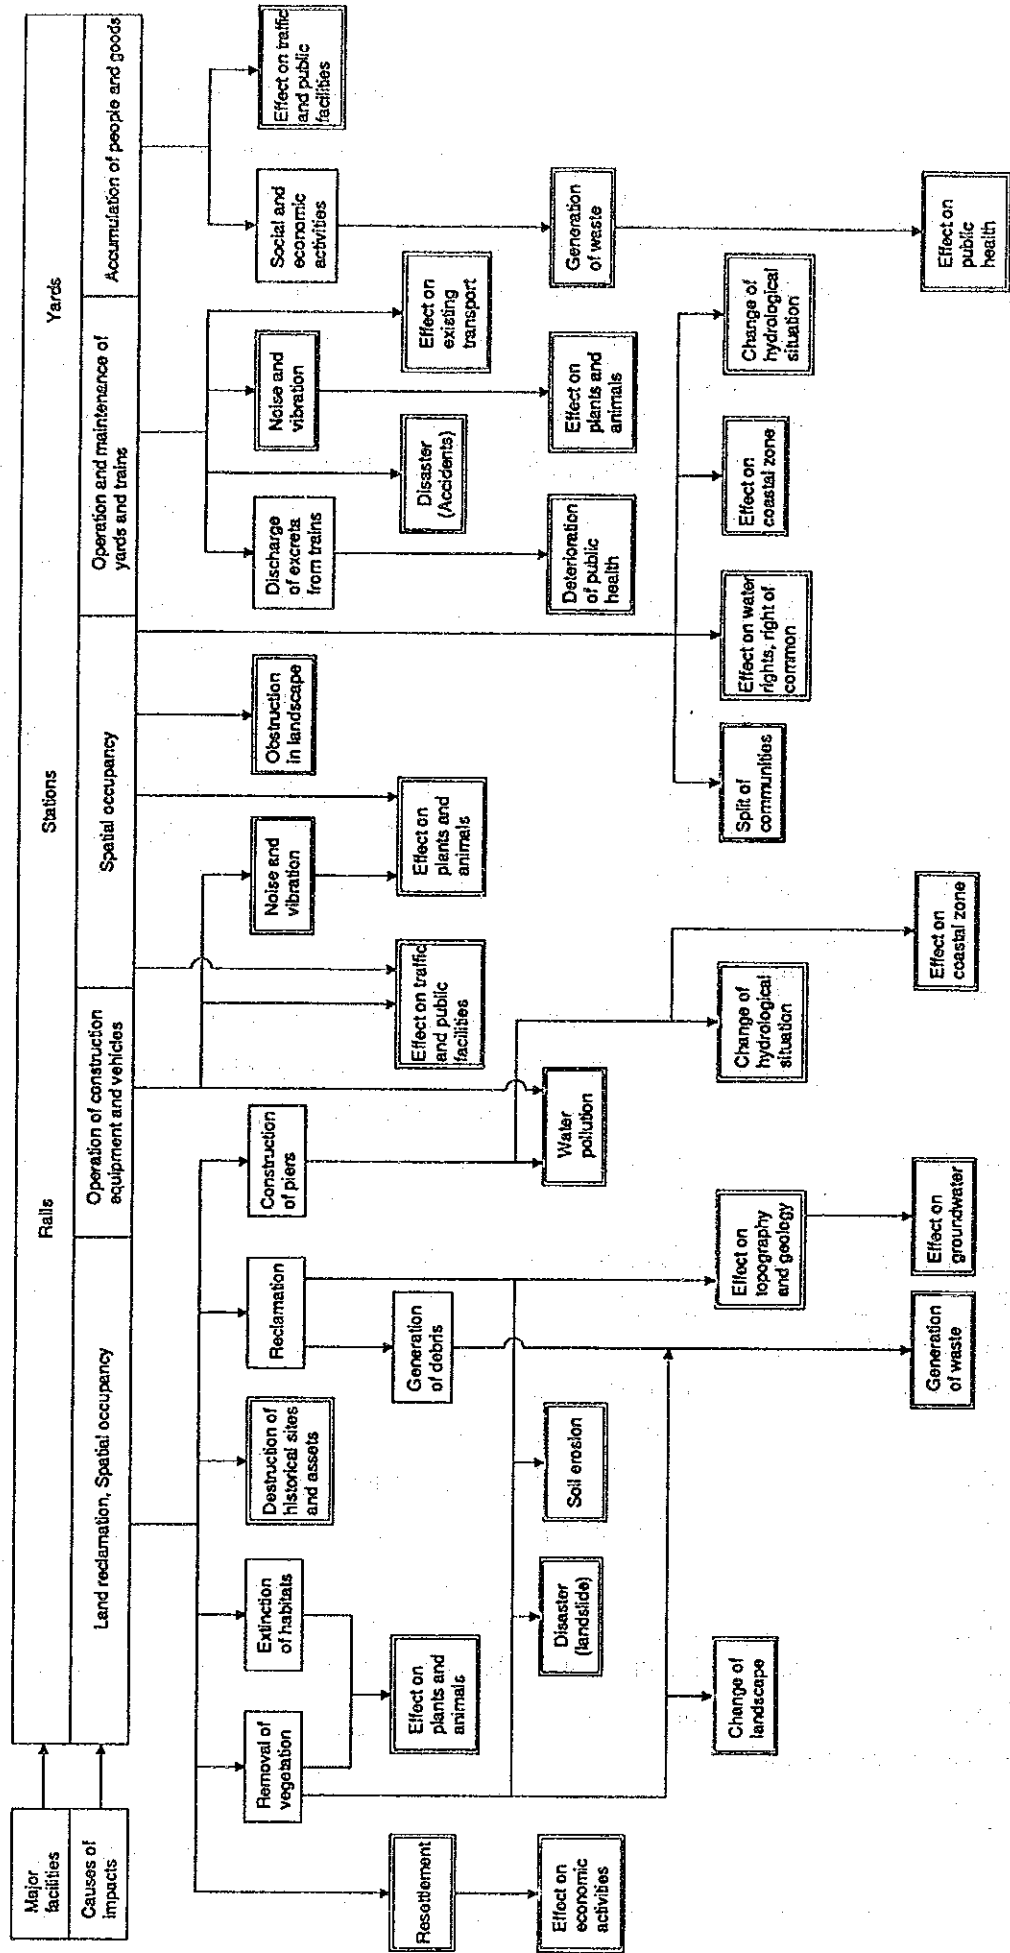 Major
facilities
Causes of
impacts
Rails
Stations
Yards
Land reclamation, Spatial occupancy
Operation of construction
equipment and vehicles
Spatial occupancy
Operation and maintenance of
yards and trains
Accumulation of people and goods
Removal of
vegetation
Extinction
of habitats
Destruction of
historical sites
and assets
Reclamation
Construction
of piers
Noise and
vibration
Obstruction
in landscape
Discharge
of excreta
from trains
Noise and
vibration
Social and
economic
activities
Effect on traffic
and public
facilities
Resettlement
Effect on
plants and
animals
Generation
of debris
Effect on traffic
and public
facilities
Effect on
plants and
animals
Disaster
(Accidents)
Effect on
existing
transport
Effect on
economic
activities
Disaster
(landslide)
Soil erosion
Water
pollution
Deterioration
of public
health
Effect on
plants and
animals
Generation
of waste
Change of
landscape
Effect on
topography
and geology
Change of
hydrological
situation
Split of
communities
Effect on water
rights, right of
common
Effect on
coastal zone
Change of
hydrological
situation
Generation
of waste
Effect on
groundwater
Effect on
coastal zone
Effect on
public
health